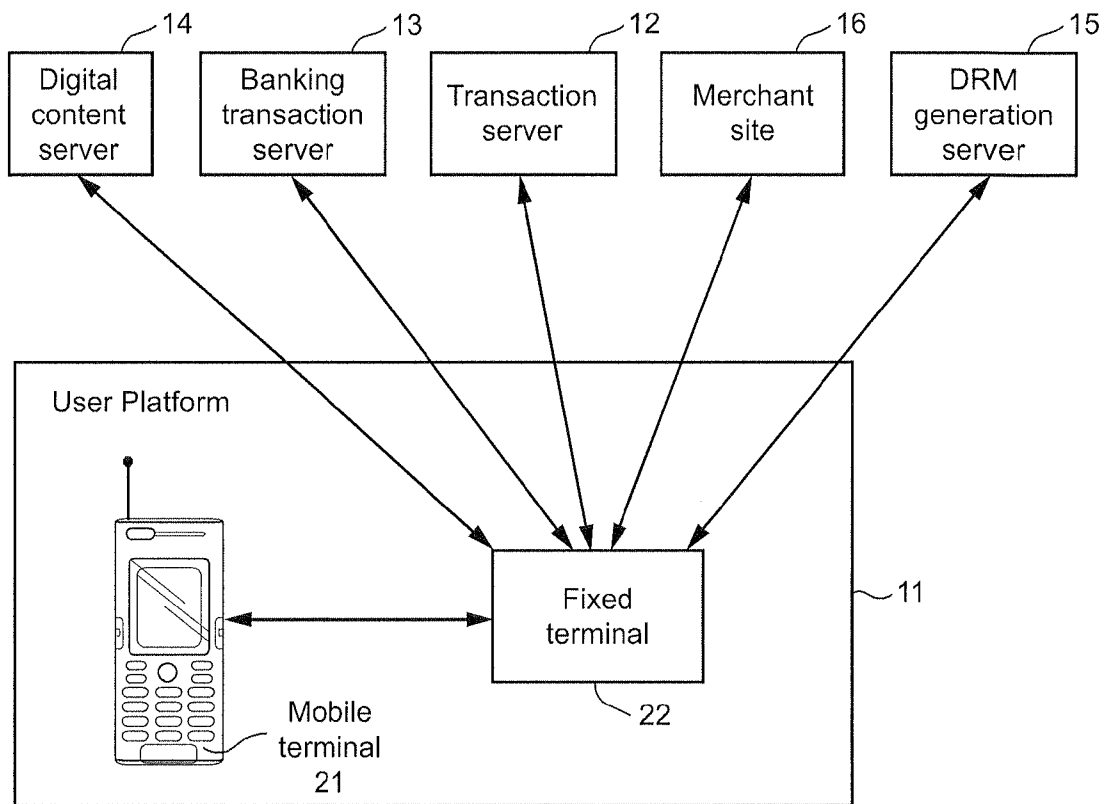 14
13
12
16
15
Digital
content
server
Banking
transaction
server
Transaction
server
Merchant
site
DRM
generation
server
User Platform
Fixed
terminal
11
22
Mobile
terminal
21